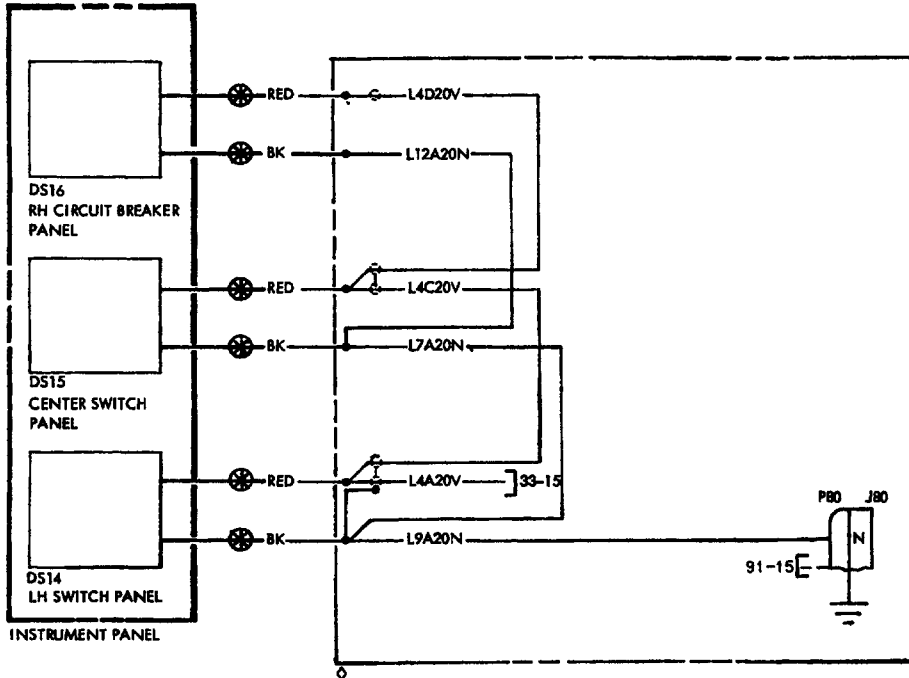 RED
L4D20V
BK
L12A20N
DS16
RH CIRCUIT BREAKER
PANEL
RED
L4C20V
BK
L7A20N
DS15
CENTER SWITCH
PANEL
RED
L4A20V
33-15
BK
L9A20N
P80 J80
N
91-15
DS14
LH SWITCH PANEL
INSTRUMENT PANEL